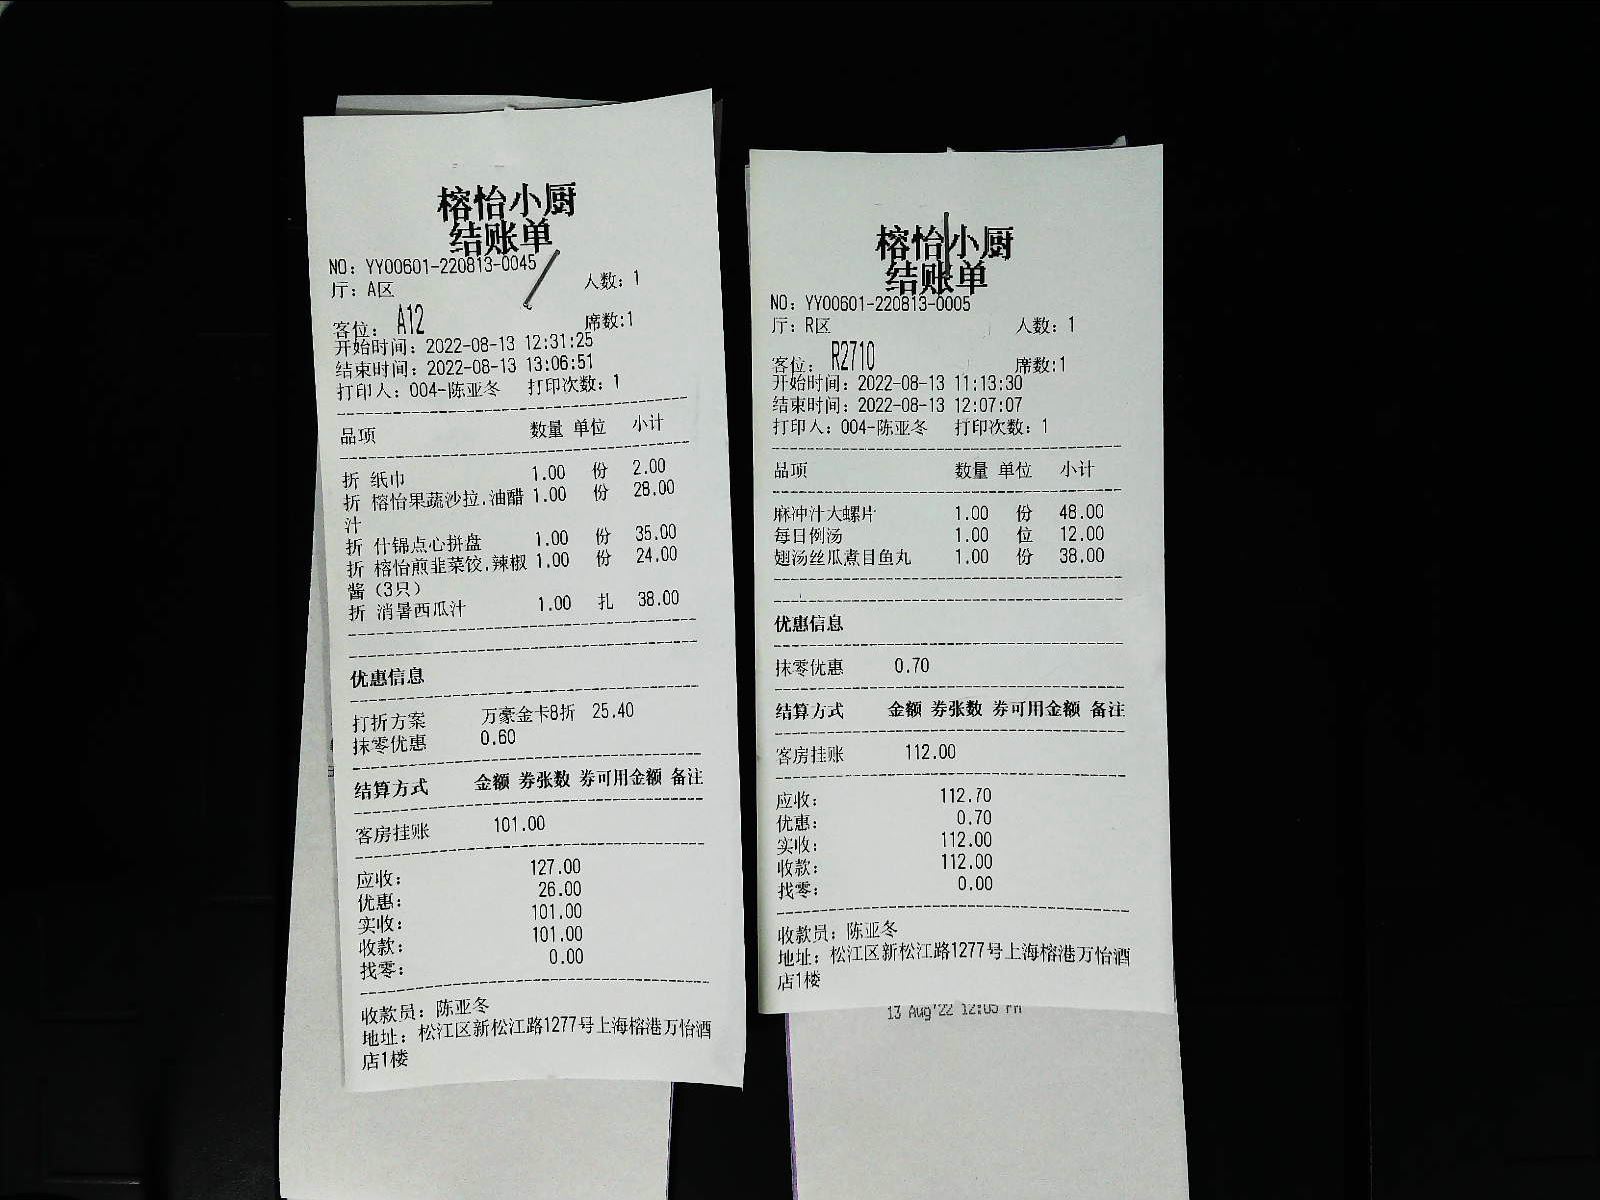 榕怡小厨
结账单
NO: YY00601-220813-0045
厅: A区 人数: 1
客位: A12 席数:1
开始时间: 2022-08-13 12:31:25
结束时间: 2022-08-13 13:06:51
打印人: 004-陈亚冬 打印次数: 1
品项 数量 单位 小计
折 纸巾 1.00 份 2.00
折 榕怡果蔬沙拉,油醋 1.00 份 28.00
汁
折 什锦点心拼盘 1.00 份 35.00
折 榕怡煎韭菜饺,辣椒 1.00 份 24.00
酱(3只)
折 消暑西瓜汁 1.00 扎 38.00
优惠信息
打折方案 万豪金卡8折 25.40
抹零优惠 0.60
结算方式 金额 券张数 券可用金额 备注
客房挂账 101.00
应收: 127.00
优惠: 26.00
实收: 101.00
收款: 101.00
找零: 0.00
收款员: 陈亚冬
地址: 松江区新松江路1277号上海榕港万怡酒
店1楼
榕怡小厨
结账单
NO: YY00601-220813-0005
厅: R区 人数: 1
客位: R2710 席数:1
开始时间: 2022-08-13 11:13:30
结束时间: 2022-08-13 12:07:07
打印人: 004-陈亚冬 打印次数: 1
品项 数量 单位 小计
麻冲汁大螺片 1.00 份 48.00
每日例汤 1.00 位 12.00
翅汤丝瓜煮目鱼丸 1.00 份 38.00
优惠信息
抹零优惠 0.70
结算方式 金额 券张数 券可用金额 备注
客房挂账 112.00
应收: 112.70
优惠: 0.70
实收: 112.00
收款: 112.00
找零: 0.00
收款员: 陈亚冬
地址: 松江区新松江路1277号上海榕港万怡酒
店1楼
13 Aug'22 12:05 PM